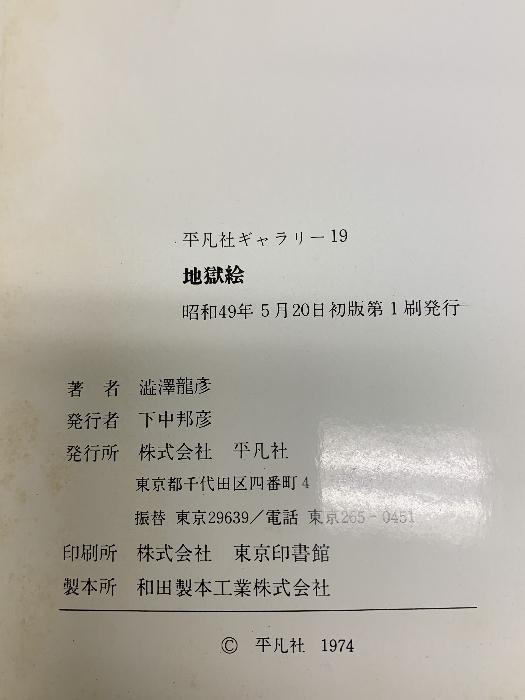 平凡社ギャラリー19
地獄絵
昭和49年5月20日初版第1刷発行
著 者 澁澤龍彦
発行者 下中邦彦
発行所 株式会社 平凡社
東京都千代田区四番町4
振替 東京29639/電話 東京265-0451
印刷所 株式会社 東京印書館
製本所 和田製本工業株式会社
© 平凡社 1974